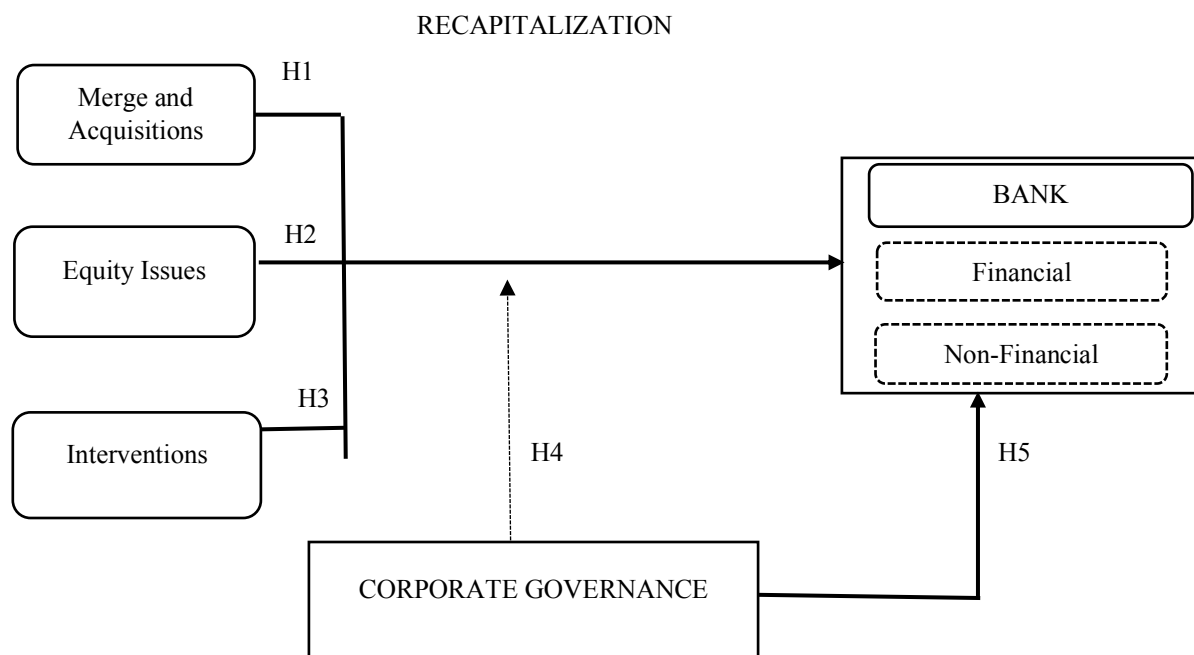 RECAPITALIZATION
H1
Merge and
Acquisitions
BANK
H2
Equity Issues
Financial
Non-Financial
H3
Interventions
H4
H5
CORPORATE GOVERNANCE